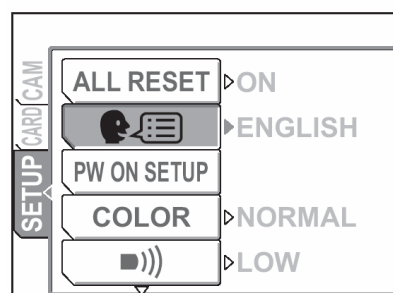 CAM
CARD
SETUP
ALL RESET ON
ENGLISH
PW ON SETUP
COLOR NORMAL
LOW